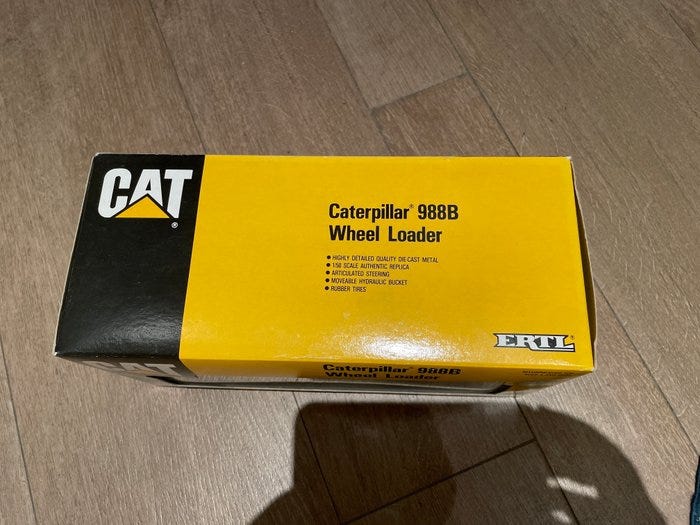 CAT®
Caterpillar® 988B
Wheel Loader
● HIGHLY DETAILED QUALITY DIE-CAST METAL
● 1:50 SCALE AUTHENTIC REPLICA
● ARTICULATED STEERING
● MOVEABLE HYDRAULIC BUCKET
● RUBBER TIRES
ERTL®
CAT
Caterpillar® 988B
Wheel Loader